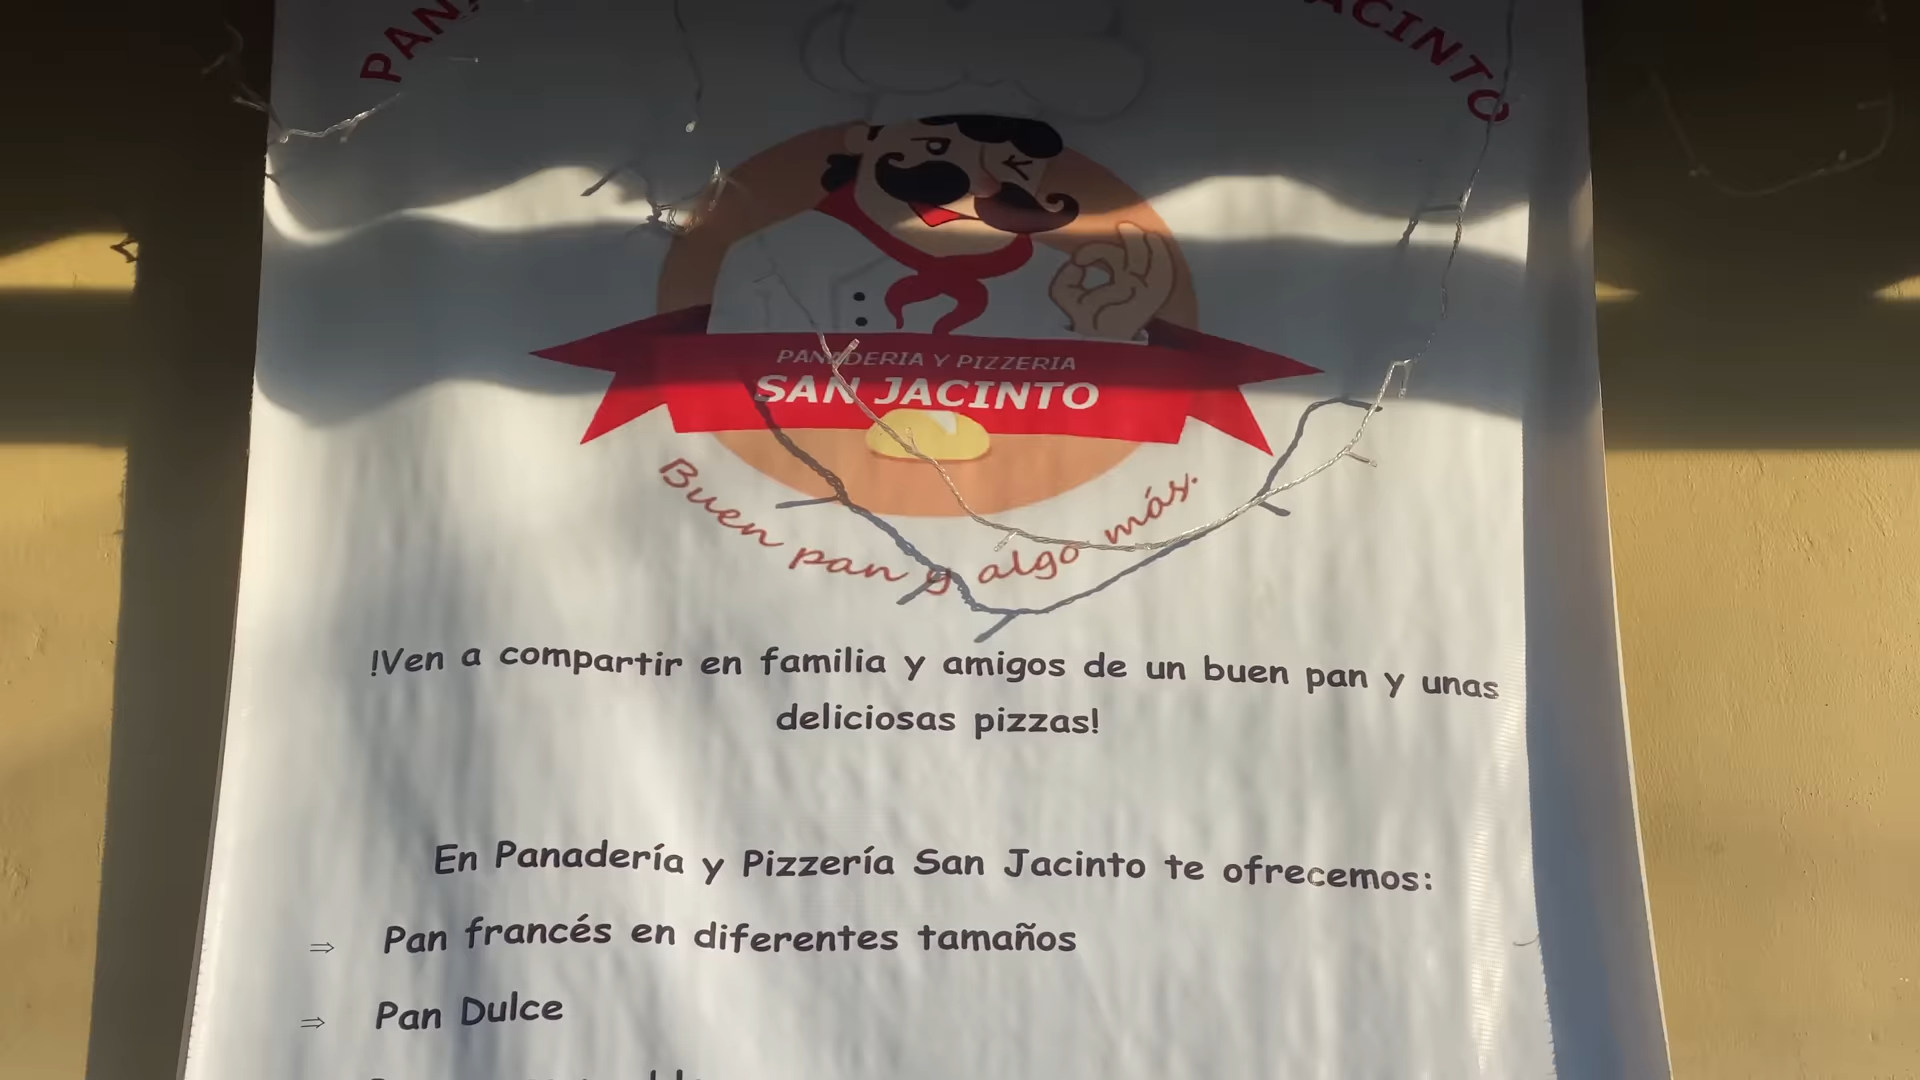 JACINTO
PANADERIA Y PIZZERIA
SAN JACINTO
Buen pan y algo más.
!Ven a compartir en familia y amigos de un buen pan y unas
deliciosas pizzas!
En Panadería y Pizzería San Jacinto te ofrecemos:
⇒ Pan francés en diferentes tamaños
⇒ Pan Dulce